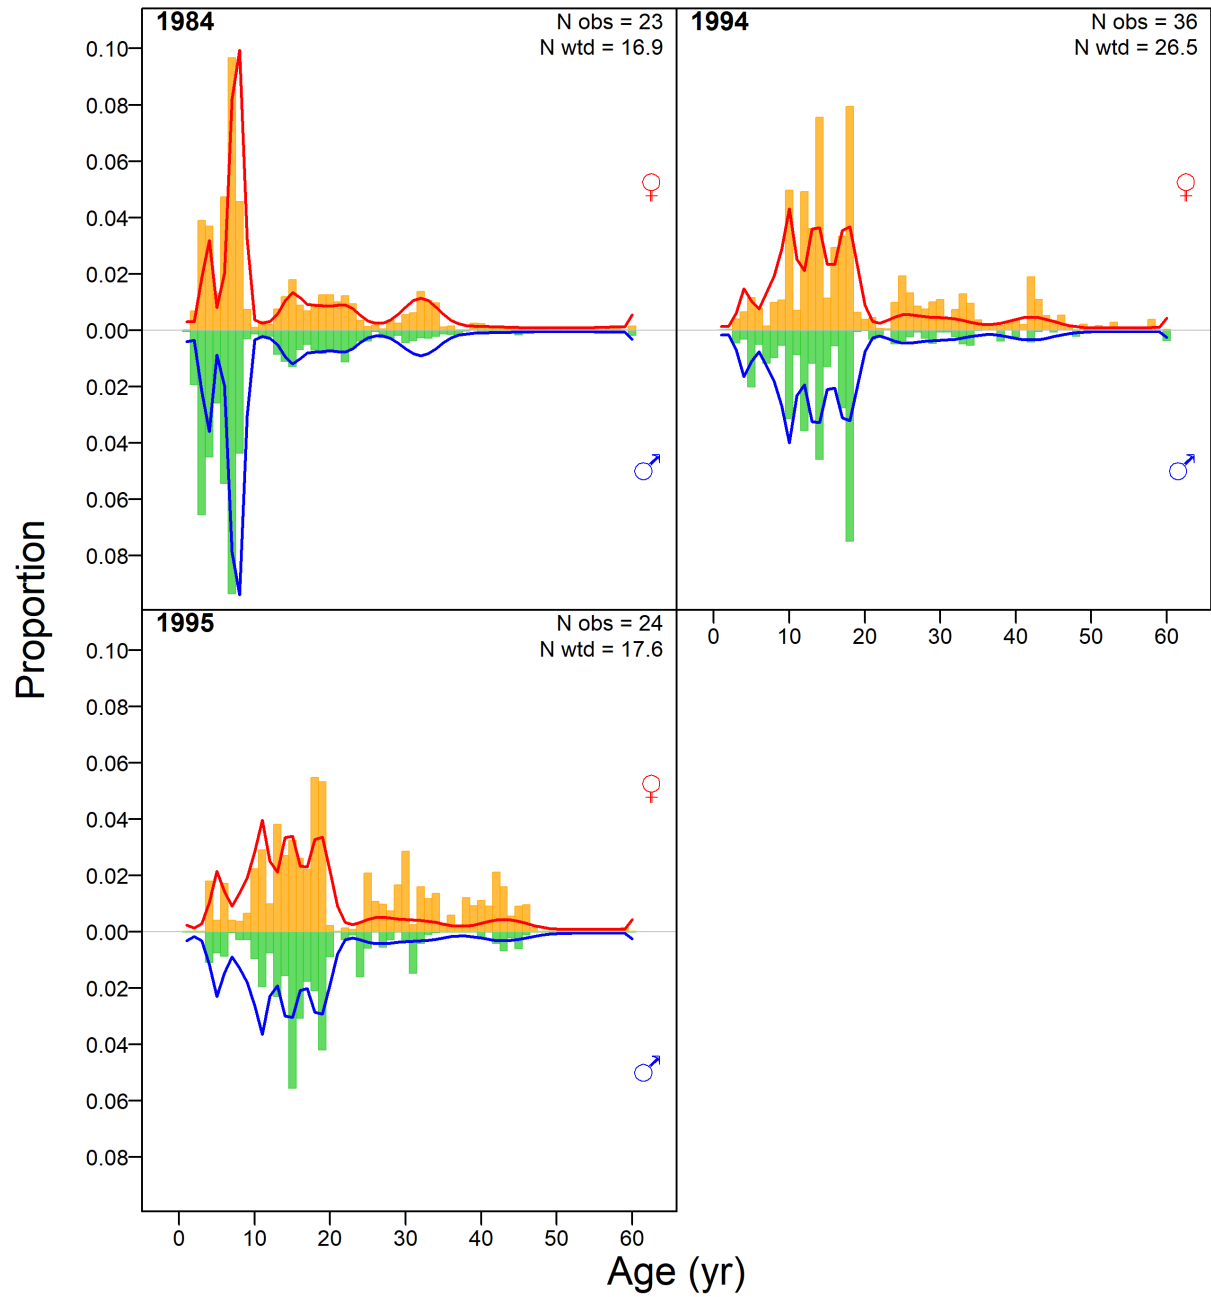 1984
N obs = 23
N wtd = 16.9
0.10
0.08
0.06
0.04
0.02
0.00
0.02
0.04
0.06
0.08
♀
♂
1994
N obs = 36
N wtd = 26.5
♀
♂
0 10 20 30 40 50 60
1995
N obs = 24
N wtd = 17.6
0.10
0.08
0.06
0.04
0.02
0.00
0.02
0.04
0.06
0.08
♀
♂
0 10 20 30 40 50 60
Proportion
Age (yr)